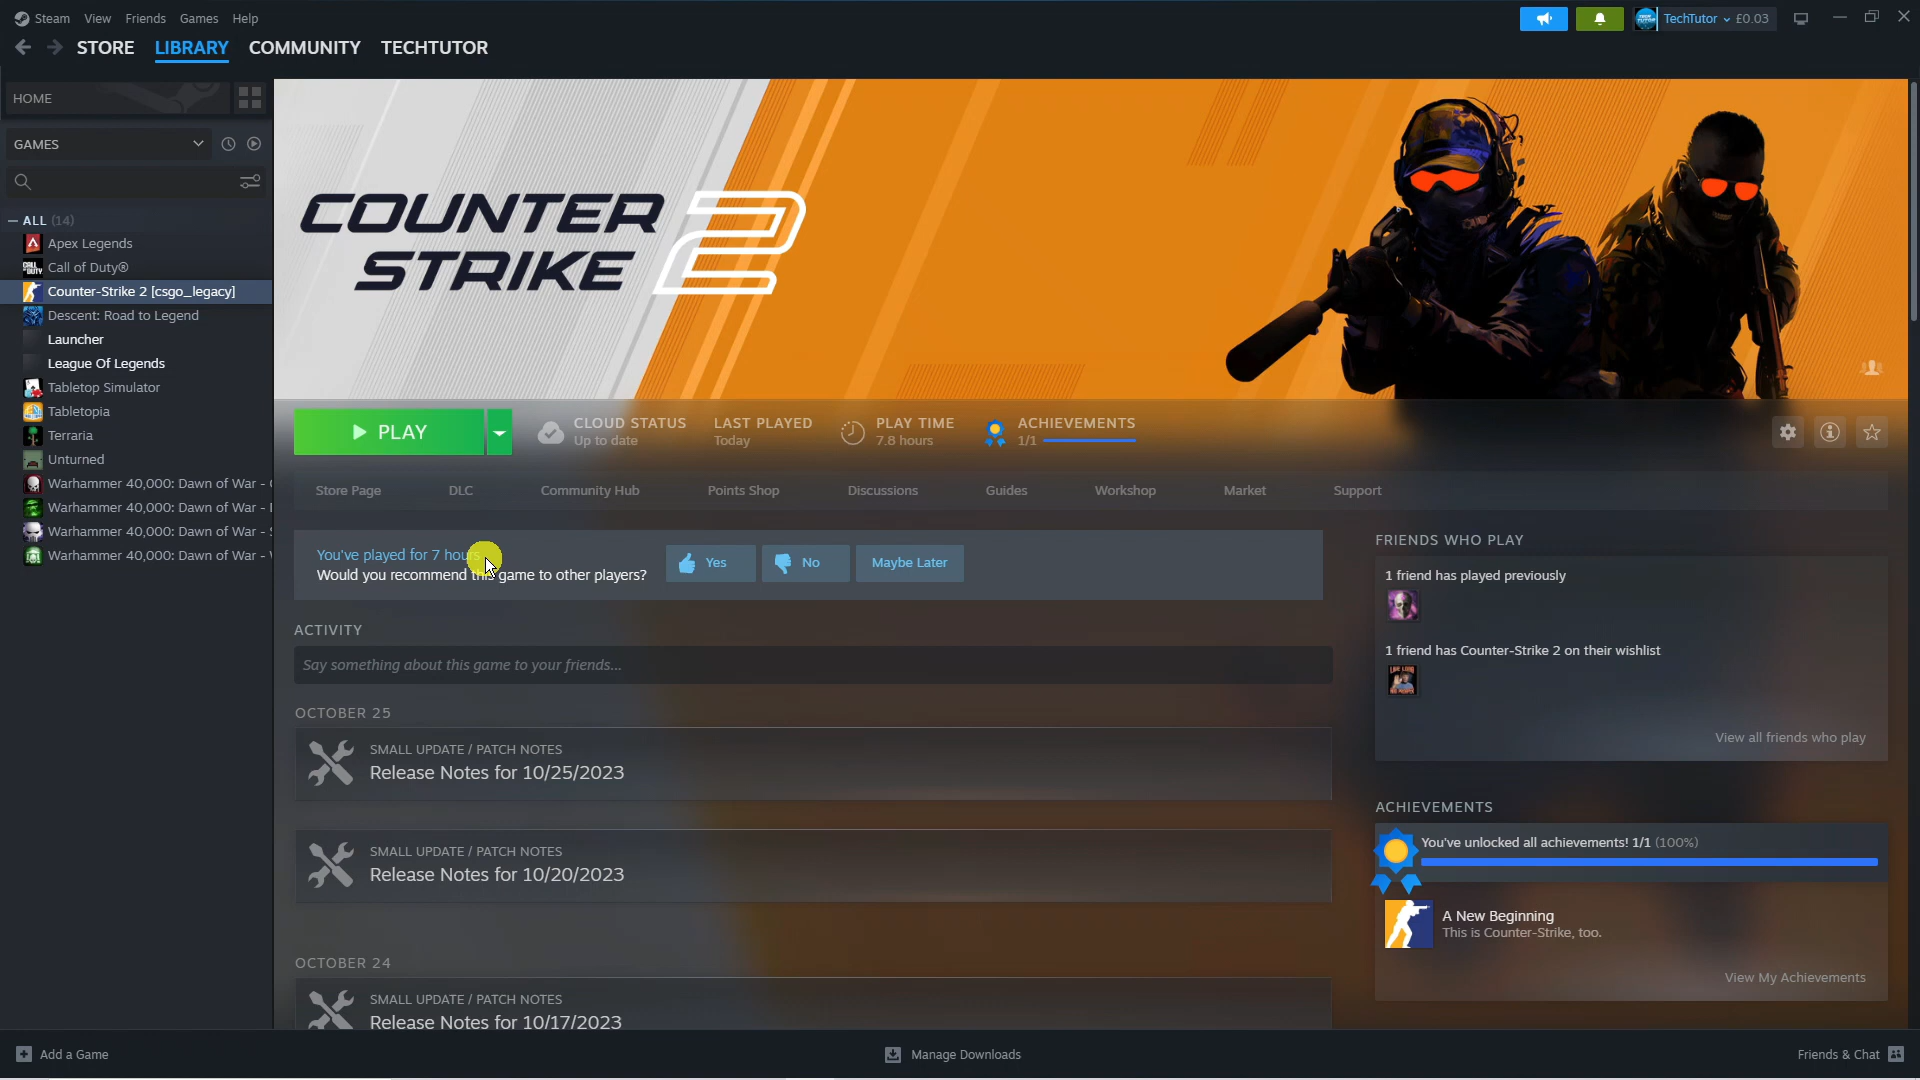 Steam View Friends Games Help
TechTutor £0.03
STORE LIBRARY COMMUNITY TECHTUTOR
HOME
GAMES
ALL (14)
Apex Legends
Call of Duty®
Counter-Strike 2 [csgo_legacy]
Descent: Road to Legend
Launcher
League Of Legends
Tabletop Simulator
Tabletopia
Terraria
Unturned
Warhammer 40,000: Dawn of War -
Warhammer 40,000: Dawn of War -
Warhammer 40,000: Dawn of War -
Warhammer 40,000: Dawn of War -
COUNTER
STRIKE 2
PLAY
CLOUD STATUS
Up to date
LAST PLAYED
Today
PLAY TIME
7.8 hours
ACHIEVEMENTS
1/1
Store Page DLC Community Hub Points Shop Discussions Guides Workshop Market Support
You've played for 7 hours
Would you recommend this game to other players?
Yes No Maybe Later
ACTIVITY
Say something about this game to your friends...
OCTOBER 25
SMALL UPDATE / PATCH NOTES
Release Notes for 10/25/2023
SMALL UPDATE / PATCH NOTES
Release Notes for 10/20/2023
OCTOBER 24
SMALL UPDATE / PATCH NOTES
Release Notes for 10/17/2023
FRIENDS WHO PLAY
1 friend has played previously
1 friend has Counter-Strike 2 on their wishlist
View all friends who play
ACHIEVEMENTS
You've unlocked all achievements! 1/1 (100%)
A New Beginning
This is Counter-Strike, too.
View My Achievements
Add a Game
Manage Downloads
Friends & Chat